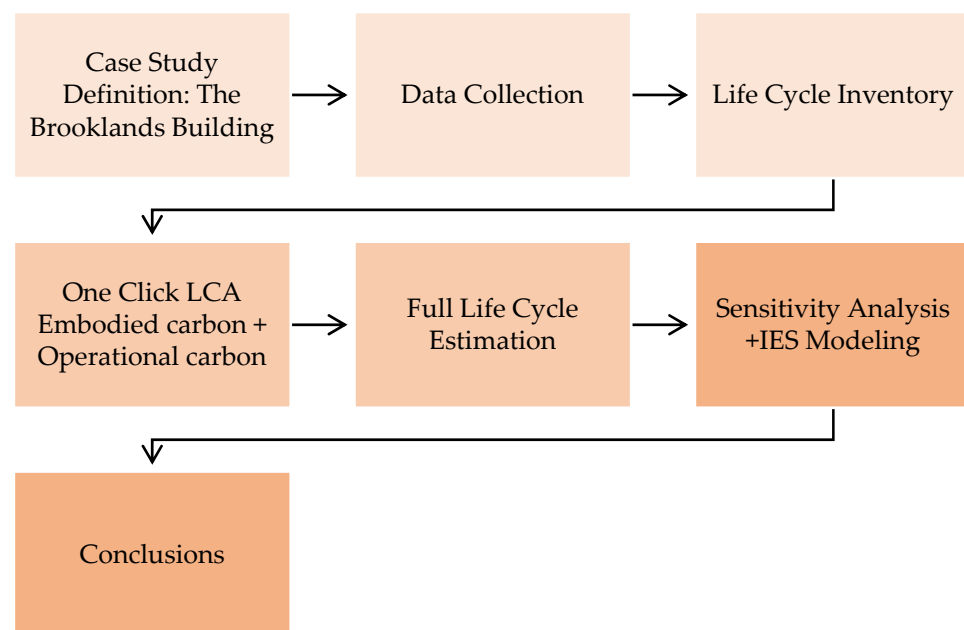 Case Study
Definition: The
Brooklands Building
Data Collection
Life Cycle Inventory
One Click LCA
Embodied carbon +
Operational carbon
Full Life Cycle
Estimation
Sensitivity Analysis
+IES Modeling
Conclusions